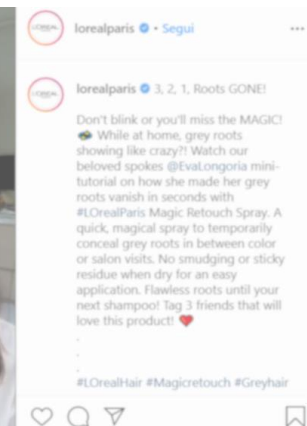 lorealparis • Segui
lorealparis 3, 2, 1, Roots GONE!
Don't blink or you'll miss the MAGIC!
While at home, grey roots
showing like crazy?! Watch our
beloved spokes @EvaLongoria mini-
tutorial on how she made her grey
roots vanish in seconds with
#LOrealParis Magic Retouch Spray. A
quick, magical spray to temporarily
conceal grey roots in between color
or salon visits. No smudging or sticky
residue when dry for an easy
application. Flawless roots until your
next shampoo! Tag 3 friends that will
love this product! ❤️
.
.
.
#LOrealHair #Magicretouch #Greyhair